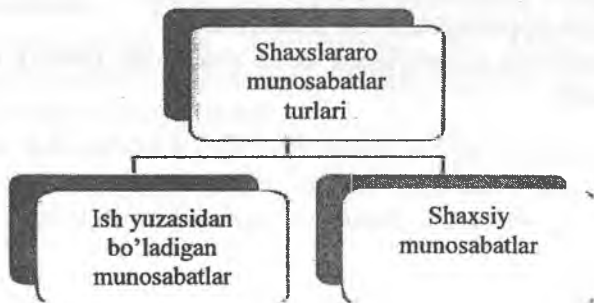 Shaxslararo
munosabatlar
turlari
Ish yuzasidan
bo'ladigan
munosabatlar
Shaxsiy
munosabatlar